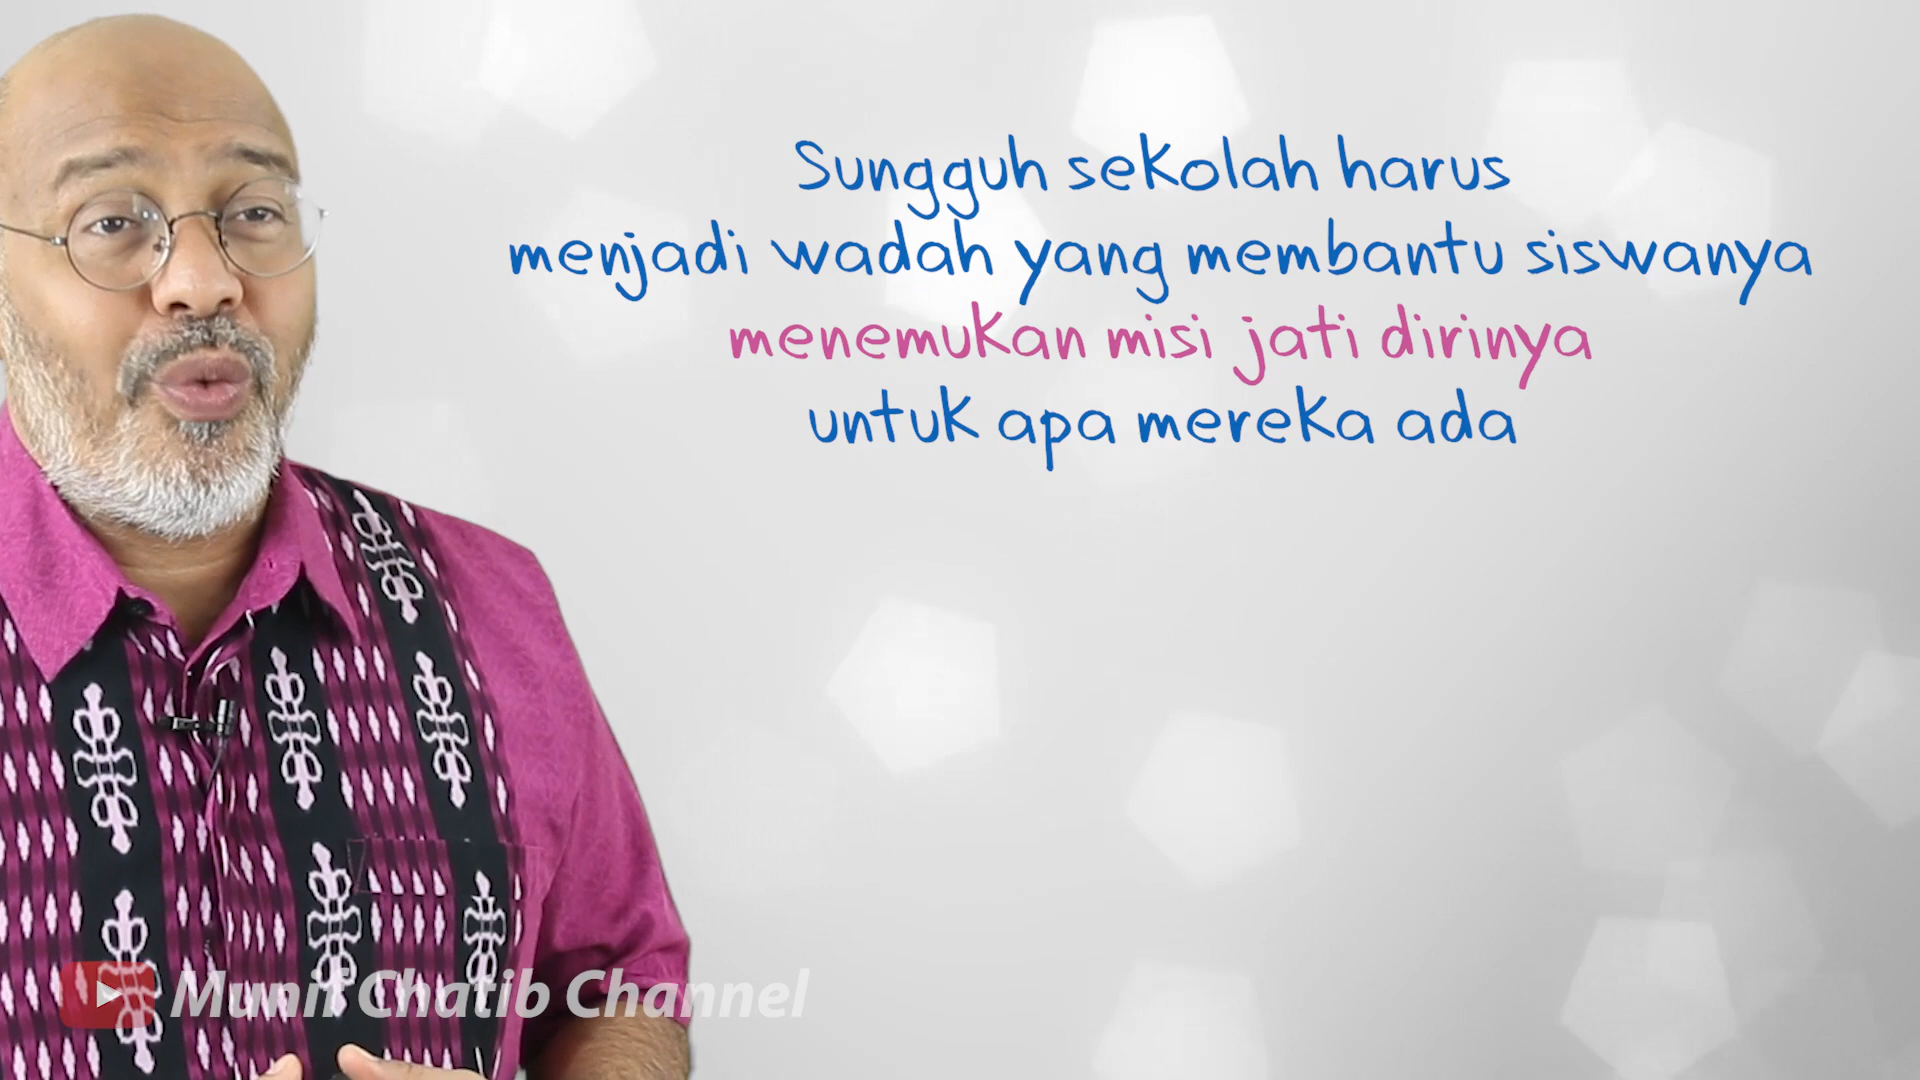 Sungguh sekolah harus
menjadi wadah yang membantu siswanya
menemukan misi jati dirinya
untuk apa mereka ada
Munif Chatib Channel